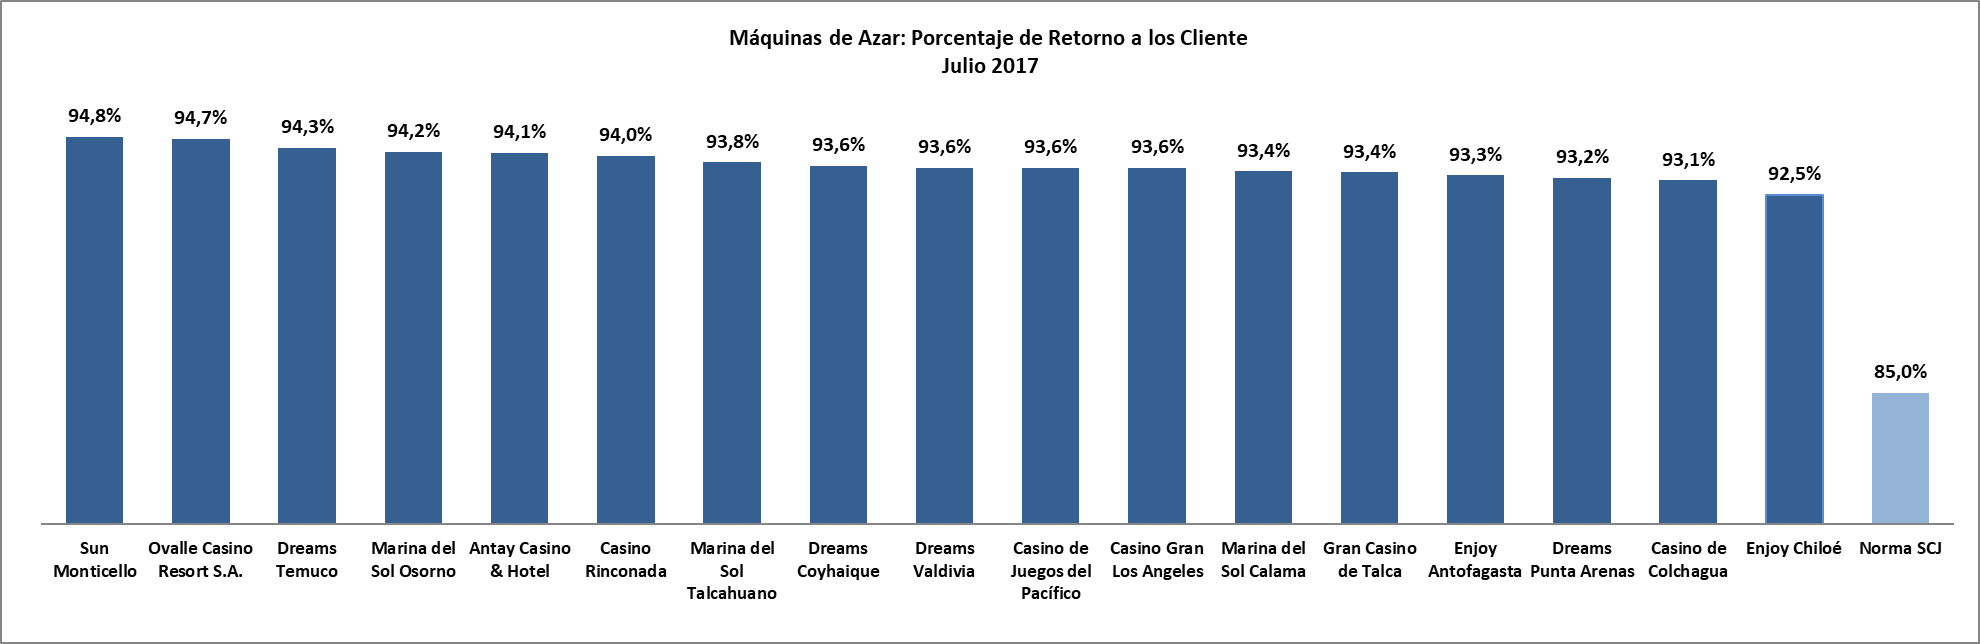 Máquinas de Azar: Porcentaje de Retorno a los Cliente
Julio 2017
94,8%
94,7%
94,3%
94,2%
94,1%
94,0%
93,8%
93,6%
93,6%
93,6%
93,6%
93,4%
93,4%
93,3%
93,2%
93,1%
92,5%
85,0%
Sun
Monticello
Ovalle Casino
Resort S.A.
Dreams
Temuco
Marina del
Sol Osorno
Antay Casino
& Hotel
Casino
Rinconada
Marina del
Sol
Talcahuano
Dreams
Coyhaique
Dreams
Valdivia
Casino de
Juegos del
Pacífico
Casino Gran
Los Angeles
Marina del
Sol Calama
Gran Casino
de Talca
Enjoy
Antofagasta
Dreams
Punta Arenas
Casino de
Colchagua
Enjoy Chiloé
Norma SCJ